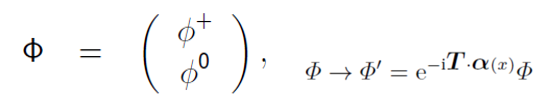 Φ = ( φ⁺ φ⁰ ) , Φ → Φ′ = e^{−iT·α(x)}Φ